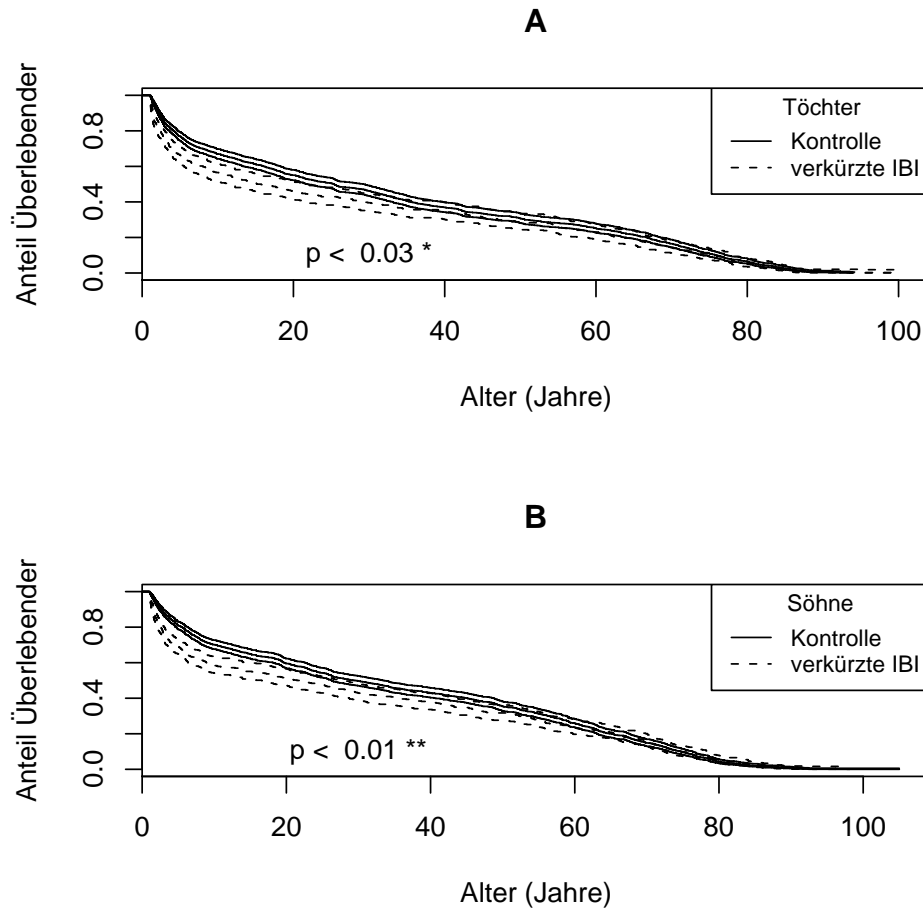 A
Anteil Überlebender
0.8
0.4
0.0
Töchter
Kontrolle
verkürzte IBI
p < 0.03 *
0 20 40 60 80 100
Alter (Jahre)
B
Anteil Überlebender
0.8
0.4
0.0
Söhne
Kontrolle
verkürzte IBI
p < 0.01 **
0 20 40 60 80 100
Alter (Jahre)